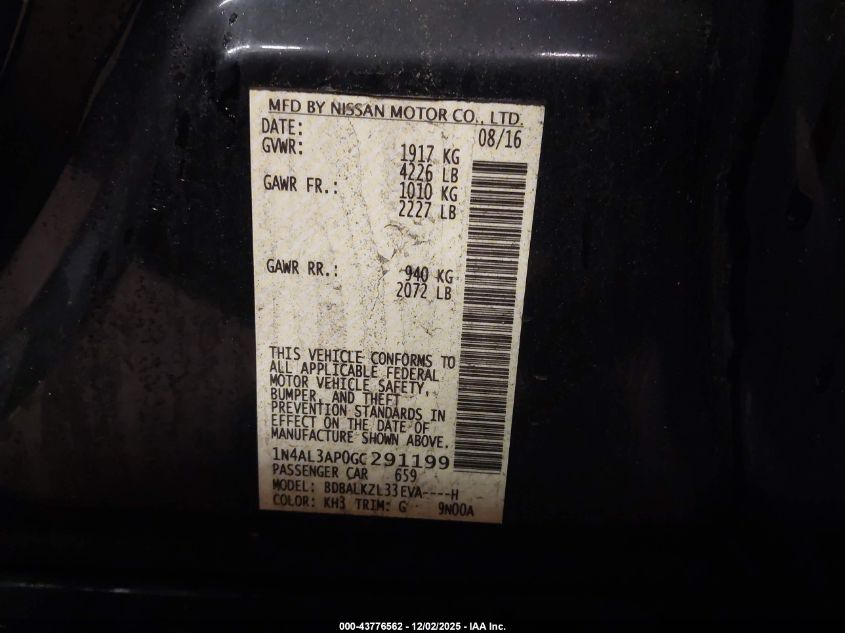 MFD BY NISSAN MOTOR CO., LTD.
DATE: 08/16
GVWR: 1917 KG
4226 LB
GAWR FR.: 1010 KG
2227 LB
GAWR RR.: 940 KG
2072 LB
THIS VEHICLE CONFORMS TO
ALL APPLICABLE FEDERAL
MOTOR VEHICLE SAFETY,
BUMPER, AND THEFT
PREVENTION STANDARDS IN
EFFECT ON THE DATE OF
MANUFACTURE SHOWN ABOVE.
1N4AL3AP0GC291199
PASSENGER CAR 659
MODEL: BDBALKZL33EVA----H
COLOR: KH3 TRIM: G 9N00A
000-43776562 - 12/02/2025 - IAA Inc.